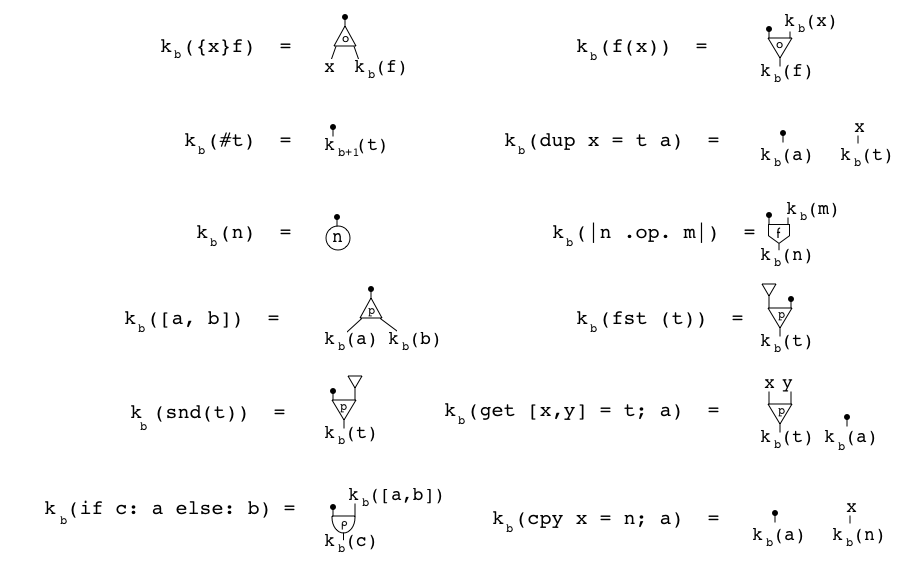 k_b({x}f) = o x k_b(f)
k_b(f(x)) = k_b(x) o k_b(f)
k_b(#t) = k_b+1(t)
k_b(dup x = t a) = k_b(a) x k_b(t)
k_b(n) = n
k_b(|n .op. m|) = k_b(m) f k_b(n)
k_b([a, b]) = p k_b(a) k_b(b)
k_b(fst (t)) = p k_b(t)
k_b(snd(t)) = p k_b(t)
k_b(get [x,y] = t; a) = x y p k_b(t) k_b(a)
k_b(if c: a else: b) = k_b([a,b]) ρ k_b(c)
k_b(cpy x = n; a) = k_b(a) x k_b(n)